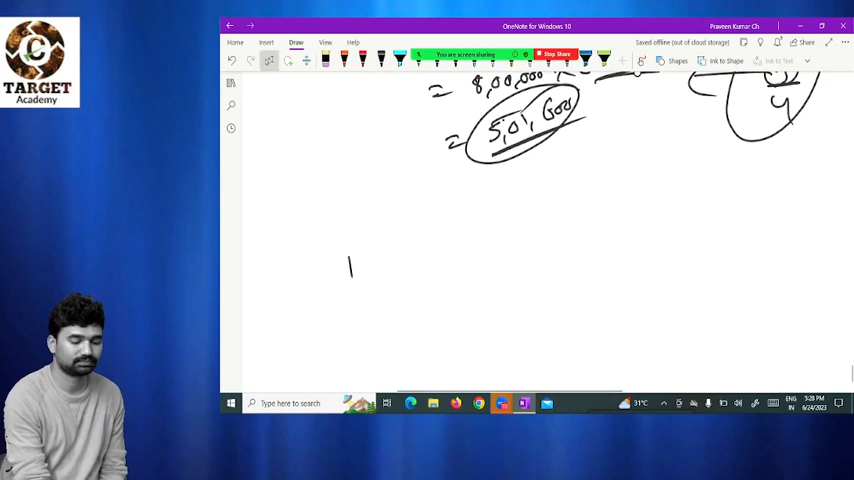 TARGET
Academy
OneNote for Windows 10
Praveen Kumar Ch
Home Insert Draw View Help
You are screen sharing
Stop Share
Saved offline (out of cloud storage)
Share
Shapes
Ink to Shape
Ink to Text
= 8,00,000 ×
4
= 5,01,600
Type here to search
31°C
ENG
IN
5:28 PM
6/24/2023